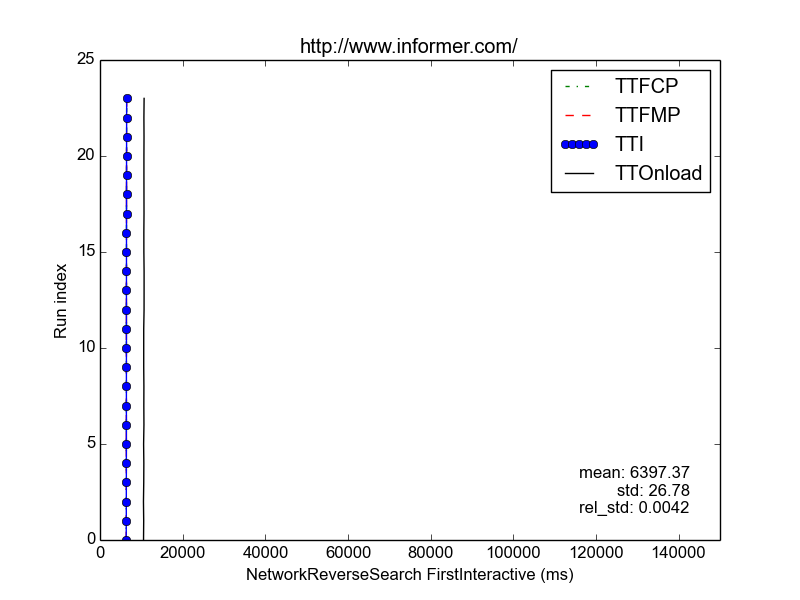 http://www.informer.com/
TTFCP
TTFMP
TTI
TTOnload
25
20
15
10
5
0
Run index
mean: 6397.37
std: 26.78
rel_std: 0.0042
0 20000 40000 60000 80000 100000 120000 140000
NetworkReverseSearch FirstInteractive (ms)